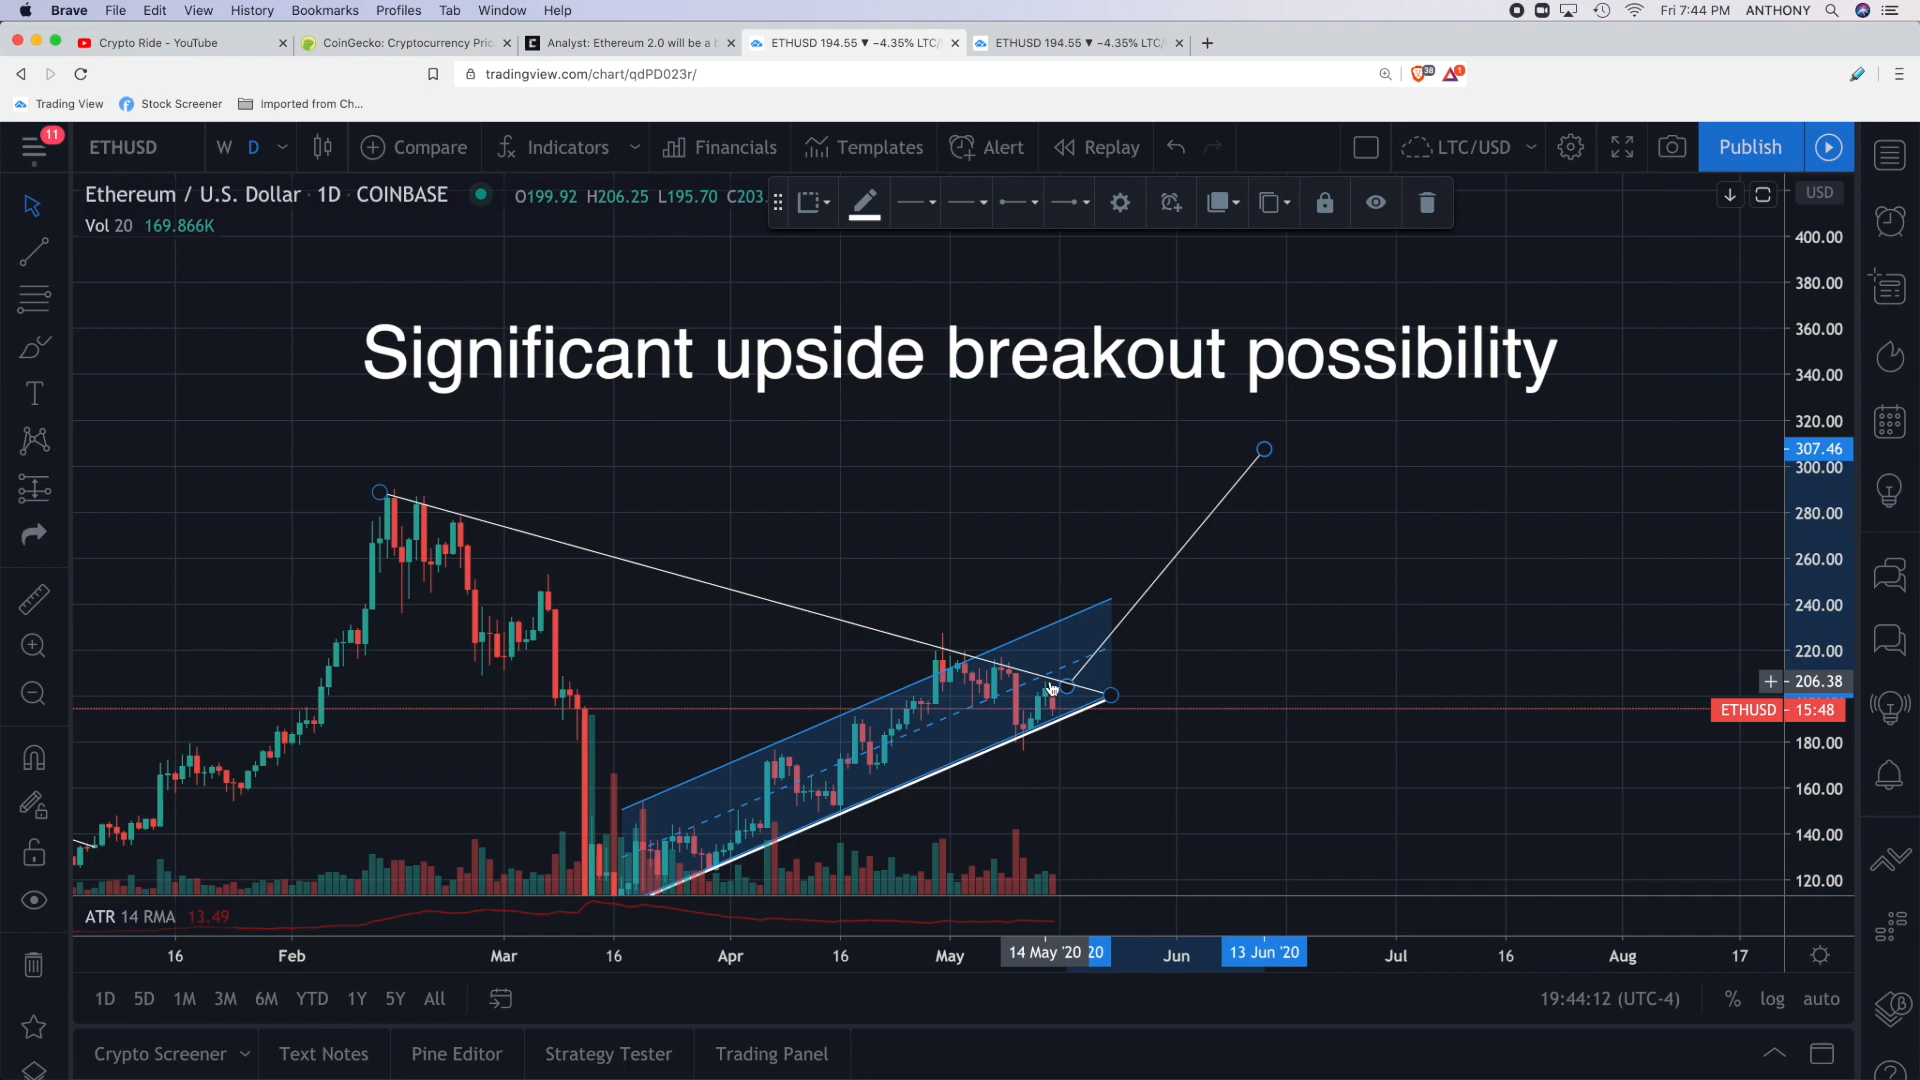 Brave File Edit View History Bookmarks Profiles Tab Window Help Fri 7:44 PM ANTHONY
Crypto Ride - YouTube CoinGecko: Cryptocurrency Pric Analyst: Ethereum 2.0 will be a b ETHUSD 194.55 ▼ −4.35% LTC/ ETHUSD 194.55 ▼ −4.35% LTC/
tradingview.com/chart/qdPD023r/ 38 1
Trading View Stock Screener Imported from Ch...
11 ETHUSD W D Compare Indicators Financials Templates Alert Replay LTC/USD Publish
Ethereum / U.S. Dollar · 1D · COINBASE O199.92 H206.25 L195.70 C203. USD
Vol 20 169.866K
400.00
380.00
360.00
Significant upside breakout possibility
340.00
320.00
307.46
300.00
280.00
260.00
240.00
220.00
206.38
ETHUSD 15:48
180.00
160.00
140.00
120.00
ATR 14 RMA 13.49
16 Feb Mar 16 Apr 16 May 14 May '20 20 Jun 13 Jun '20 Jul 16 Aug 17
1D 5D 1M 3M 6M YTD 1Y 5Y All 19:44:12 (UTC-4) % log auto
Crypto Screener Text Notes Pine Editor Strategy Tester Trading Panel